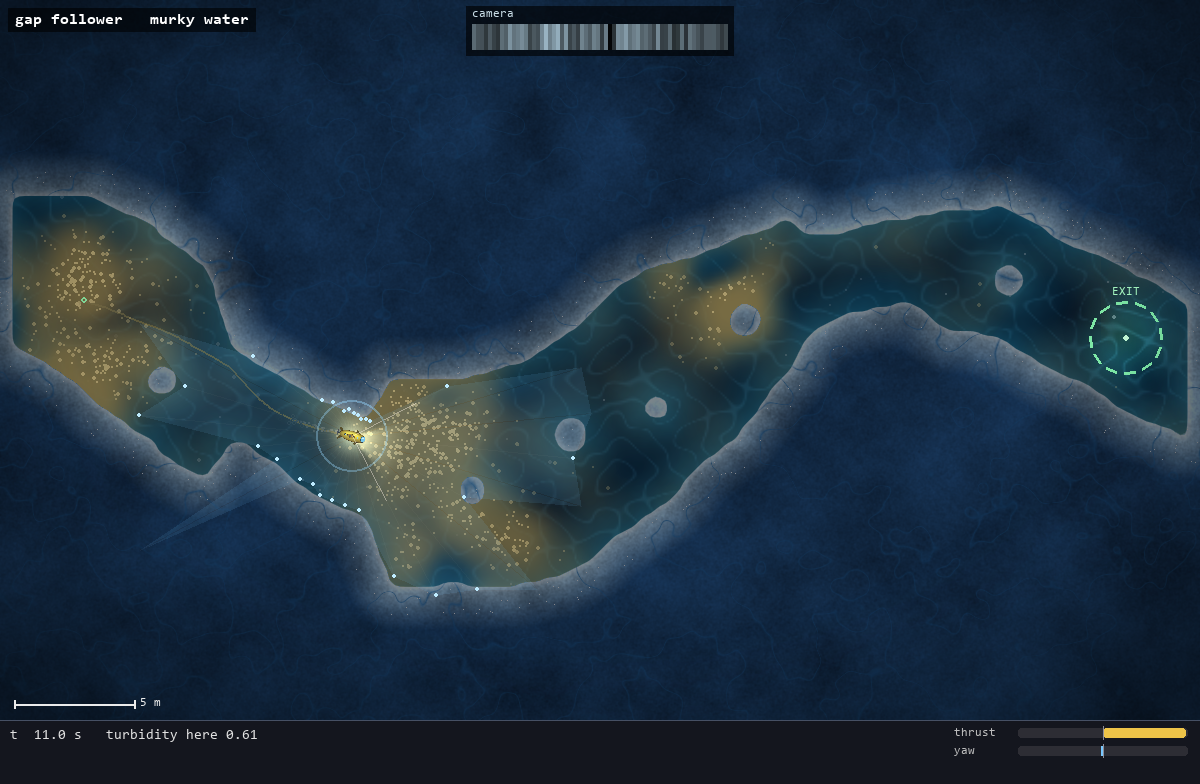 gap follower   murky water
camera
EXIT
5 m
t  11.0 s   turbidity here 0.61
thrust
yaw